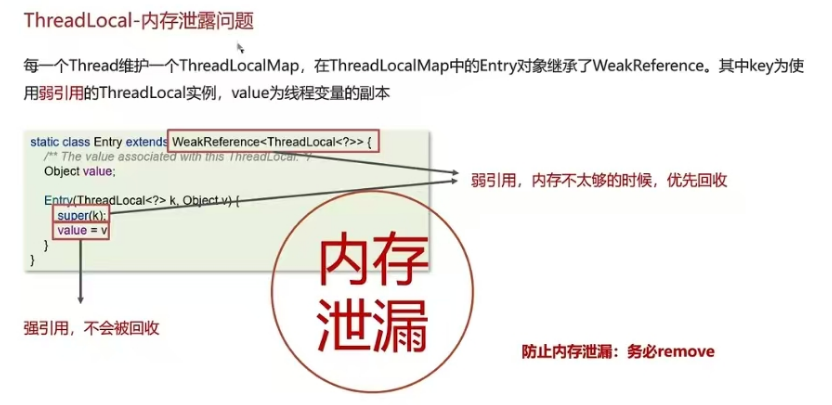 ThreadLocal-内存泄露问题
每一个Thread维护一个ThreadLocalMap，在ThreadLocalMap中的Entry对象继承了WeakReference。其中key为使
用弱引用的ThreadLocal实例，value为线程变量的副本
static class Entry extends WeakReference<ThreadLocal<?>> {
/** The value associated with this ThreadLocal. */
Object value;
弱引用，内存不太够的时候，优先回收
Entry(ThreadLocal<?> k, Object v) {
super(k);
value = v
}
}
内存
泄漏
强引用，不会被回收
防止内存泄漏：务必remove